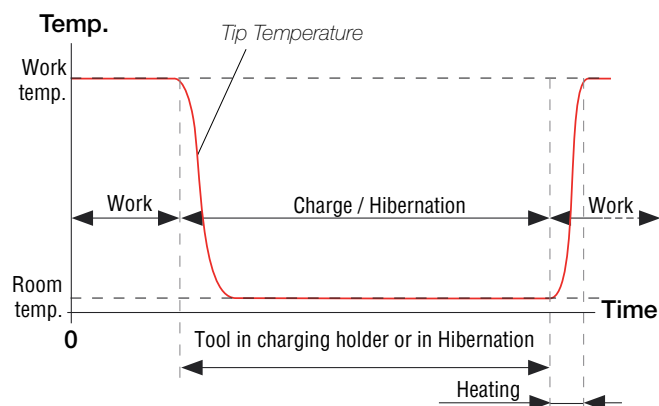 Temp.
Tip Temperature
Work
temp.
Work
Charge / Hibernation
Work
Room
temp.
Time
0
Tool in charging holder or in Hibernation
Heating